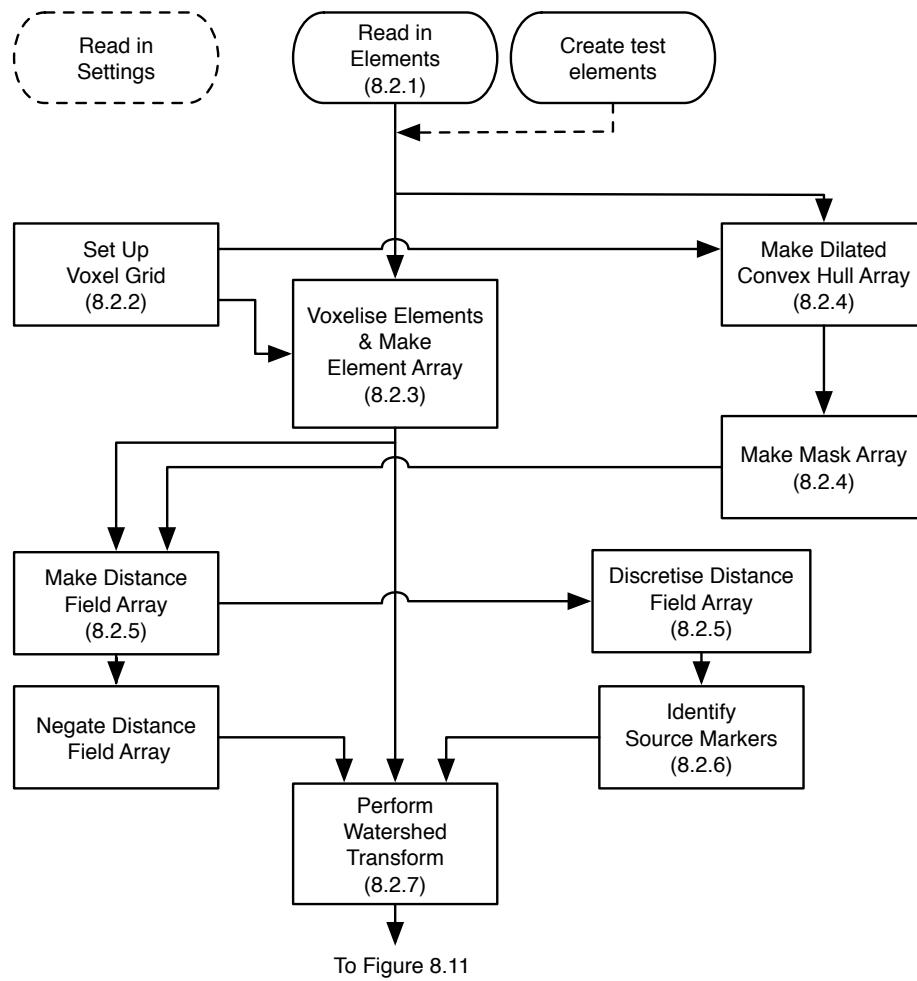 Read in
Settings
Read in
Elements
(8.2.1)
Create test
elements
Set Up
Voxel Grid
(8.2.2)
Voxelise Elements
& Make
Element Array
(8.2.3)
Make Dilated
Convex Hull Array
(8.2.4)
Make Mask Array
(8.2.4)
Make Distance
Field Array
(8.2.5)
Discretise Distance
Field Array
(8.2.5)
Negate Distance
Field Array
Identify
Source Markers
(8.2.6)
Perform
Watershed
Transform
(8.2.7)
To Figure 8.11